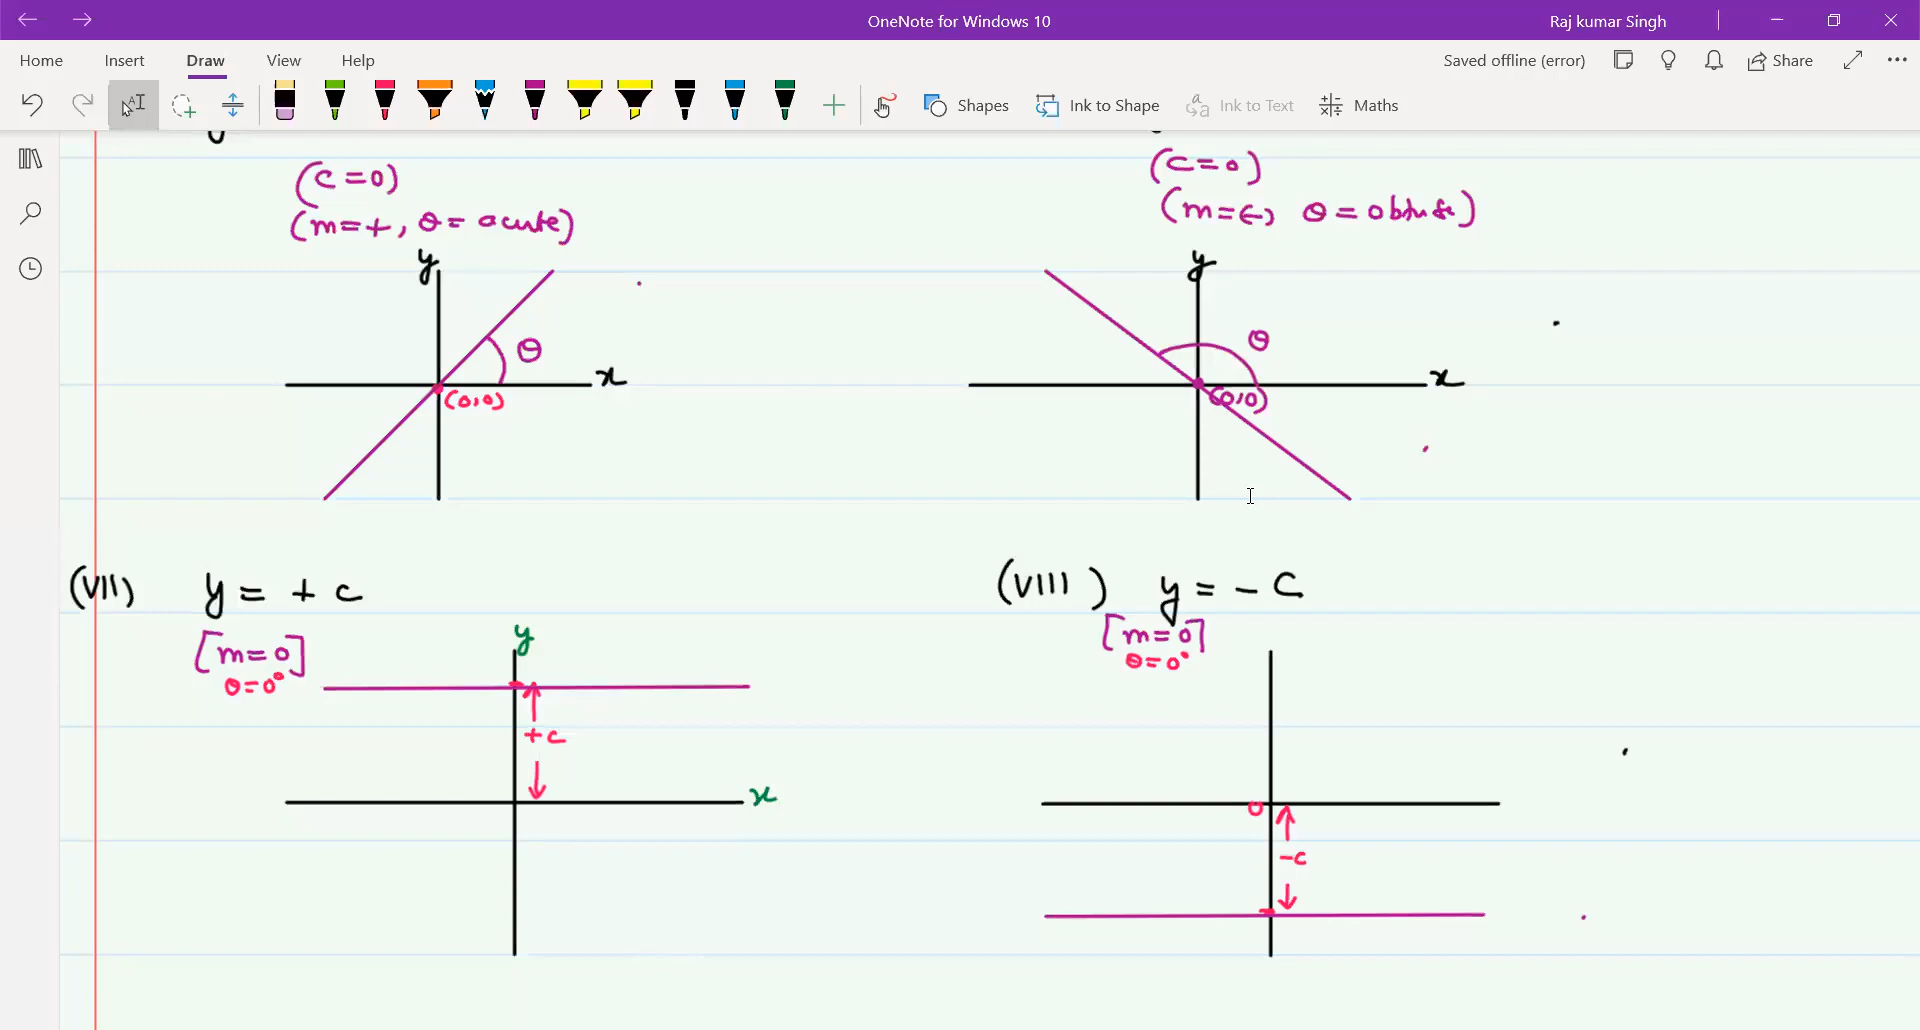 OneNote for Windows 10
Raj kumar Singh
Home Insert Draw View Help
Saved offline (error) Share
Shapes Ink to Shape Ink to Text Maths
(c=0)
(m=+, θ= acute)
y
θ
x
(0,0)
(c=0)
(m=(-) θ=obtuse)
y
θ
x
(0,0)
(VII) y = + c
[m=0]
θ=0°
y
+c
x
(VIII) y = - C
[m=0]
θ=0°
0
-c